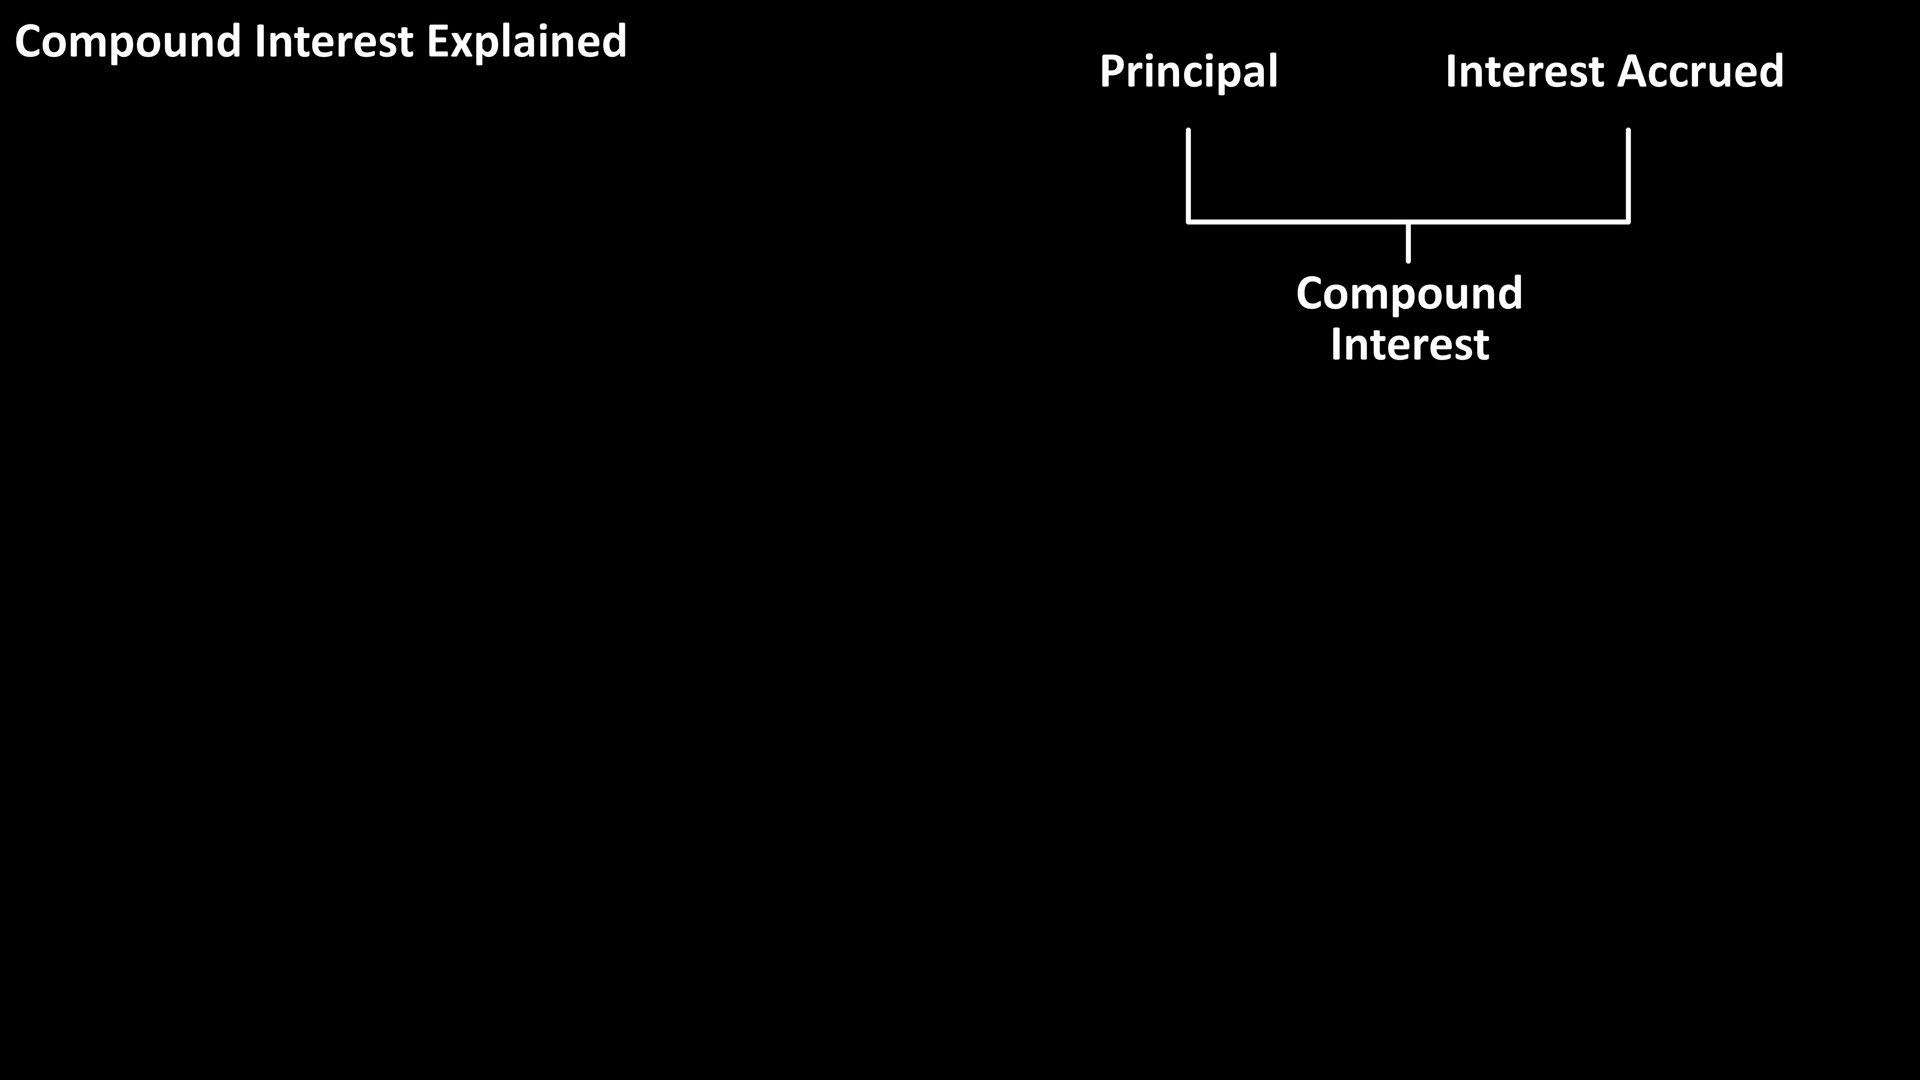 Compound Interest Explained
Principal
Interest Accrued
Compound
Interest